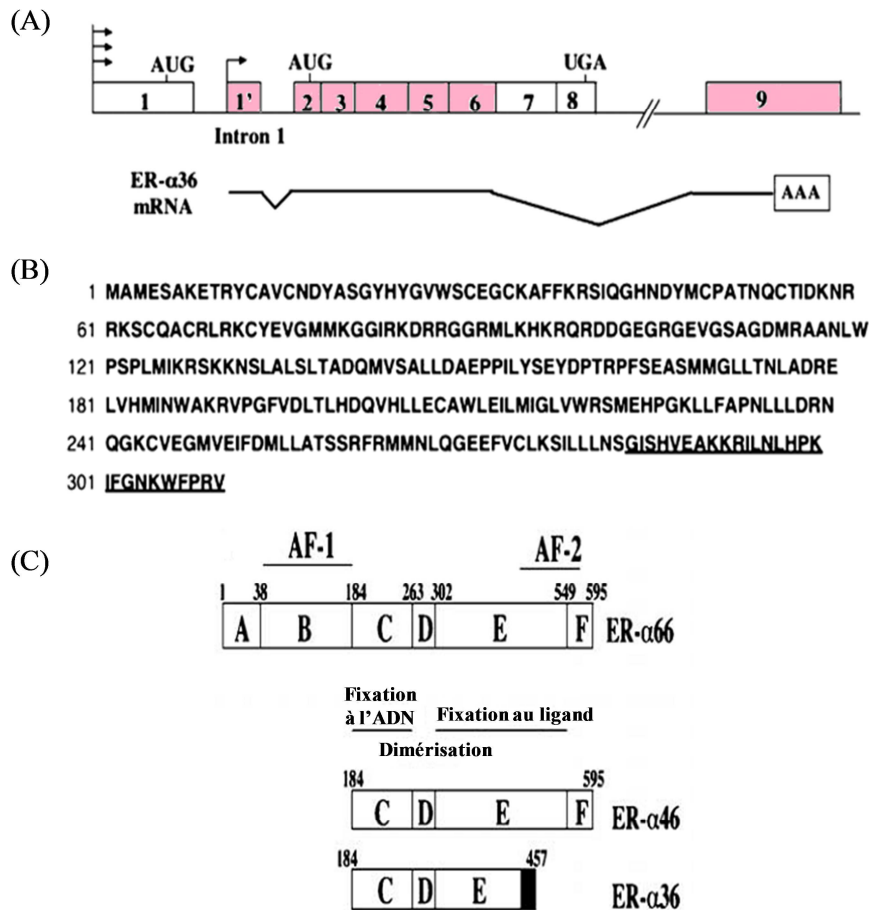 (A)
AUG AUG UGA
1 1' 2 3 4 5 6 7 8 9
Intron 1
ER-α36
mRNA
AAA
(B)
1 MAMESAKETRYCAVCNDYASGYHYGVWSCEGCKAFFKRSIQGHNDYMCPATNQCTIDKNR
61 RKSCQACRLRKCYEVGMMKGGIRKDRRGGRMLKHKRQRDDGEGRGEVGSAGDMRAANLW
121 PSPLMIKRSKKNSLALSLTADQMVSALLDAEPPILYSEYDPTRPFSEASMMGLLTNLADRE
181 LVHMINWAKRVPGFVDLTLHDQVHLLECAWLEILMIGLVWRSMEHPGKLLFAPNLLLDRN
241 QGKCVEGMVEIFDMLLATSSRFRMMNLQGEEFVCLKSILLLNSGISHVEAKKRILNLHPK
301 IFGNKWFPRV
(C)
AF-1 AF-2
1 38 184 263 302 549 595
A B C D E F ER-α66
Fixation
à l'ADN Fixation au ligand
Dimérisation
184 595
C D E F ER-α46
184 457
C D E ER-α36